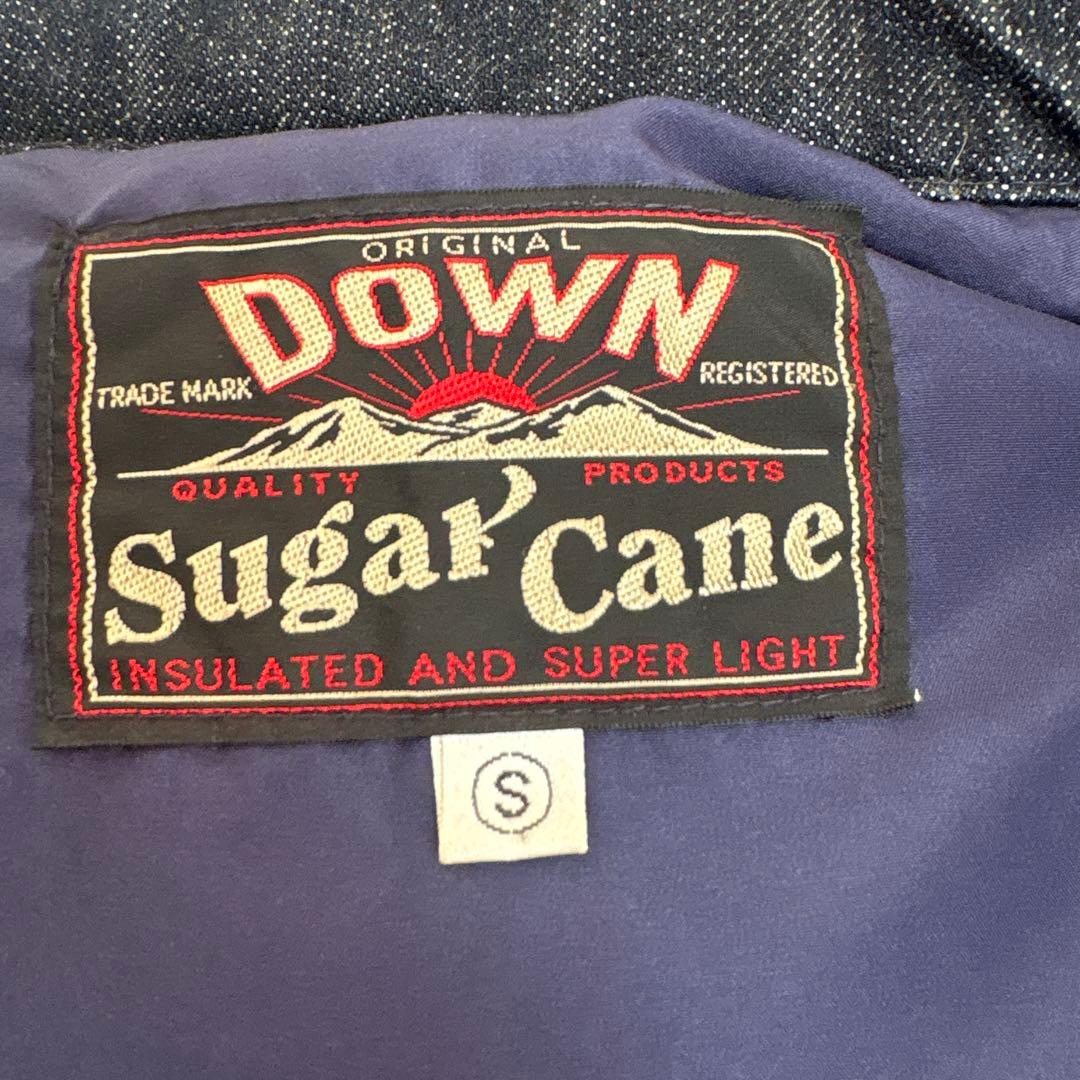 ORIGINAL
DOWN
TRADE MARK REGISTERED
QUALITY PRODUCTS
Sugar Cane
INSULATED AND SUPER LIGHT
S